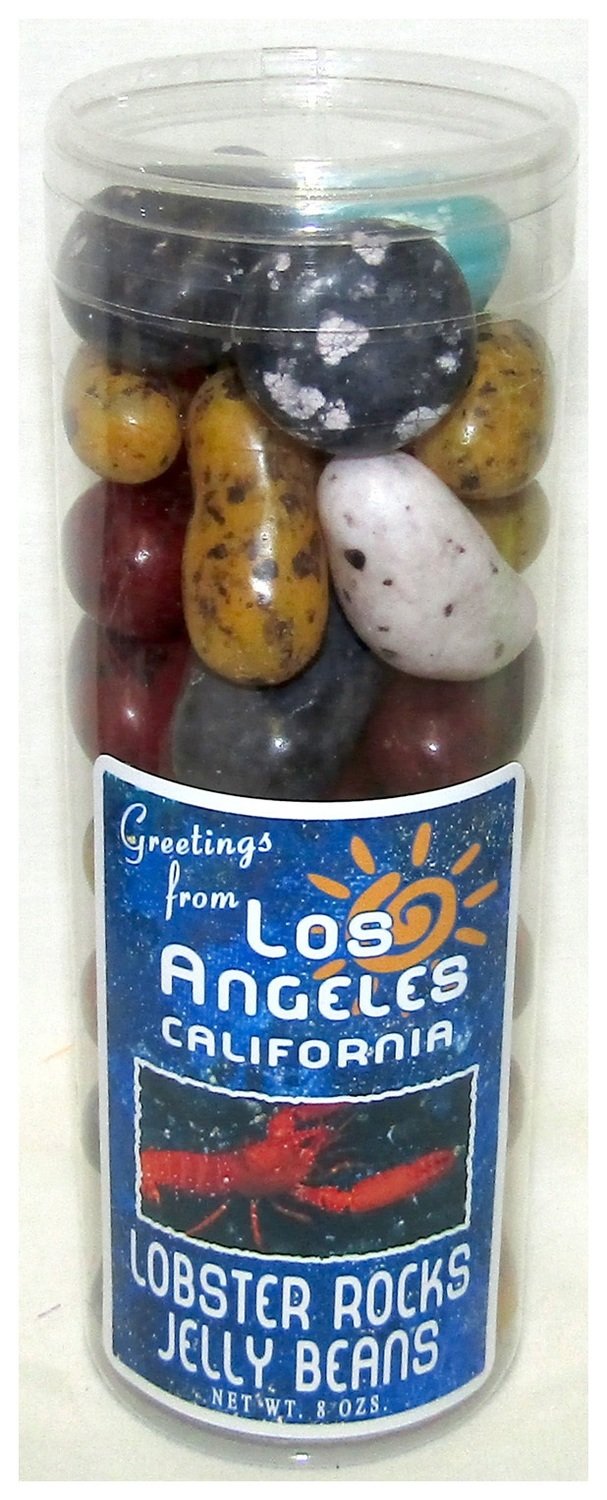 Greetings
from
Los
Angeles
California
LOBSTER ROCKS
JELLY BEANS
NET WT. 8 OZS.